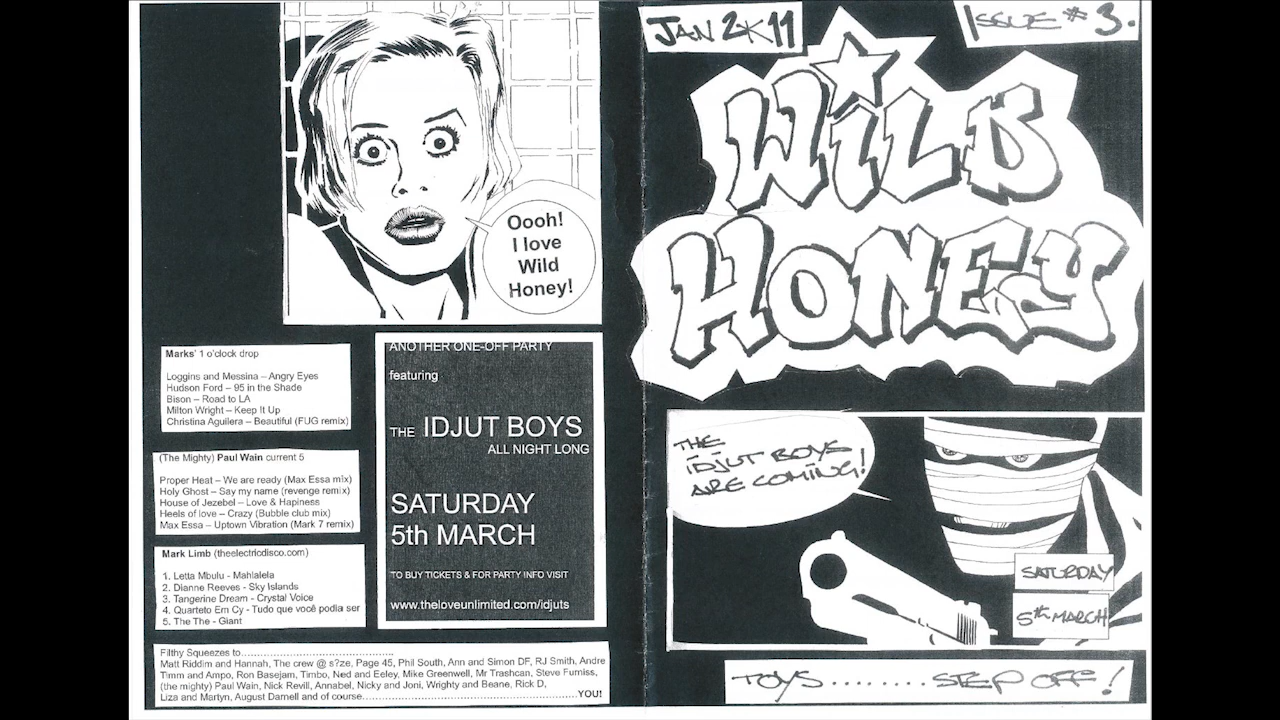 Oooh!
I love
Wild
Honey!
Marks' 1 o'clock drop
Loggins and Messina – Angry Eyes
Hudson Ford – 95 in the Shade
Bison – Road to LA
Milton Wright – Keep It Up
Christina Aguilera – Beautiful (FUG remix)
(The Mighty) Paul Wain current 5
Proper Heat – We are ready (Max Essa mix)
Holy Ghost – Say my name (revenge remix)
House of Jezebel – Love & Hapiness
Heels of love – Crazy (Bubble club mix)
Max Essa – Uptown Vibration (Mark 7 remix)
Mark Limb (theelectricdisco.com)
1. Letta Mbulu - Mahlalela
2. Dianne Reeves - Sky Islands
3. Tangerine Dream - Crystal Voice
4. Quarteto Em Cy - Tudo que você podia ser
5. The The - Giant
ANOTHER ONE-OFF PARTY
featuring
THE IDJUT BOYS
ALL NIGHT LONG
SATURDAY
5th MARCH
TO BUY TICKETS & FOR PARTY INFO VISIT
www.theloveunlimited.com/idjuts
Filthy Squeezes to.......................................
Matt Riddim and Hannah, The crew @ s?ze, Page 45, Phil South, Ann and Simon DF, RJ Smith, Andre
Timm and Ampo, Ron Basejam, Timbo, Ned and Eeley, Mike Greenwell, Mr Trashcan, Steve Furniss,
(the mighty) Paul Wain, Nick Revill, Annabel, Nicky and Joni, Wrighty and Beane, Rick D,
Liza and Martyn, August Darnell and of course.......................................................YOU!
JAN 2K11
ISSUE #3.
WiLD
HONEY
THE
IDJUT BOYS
ARE COMING!
SATURDAY
5th MARCH
TOYS........STEP OFF!